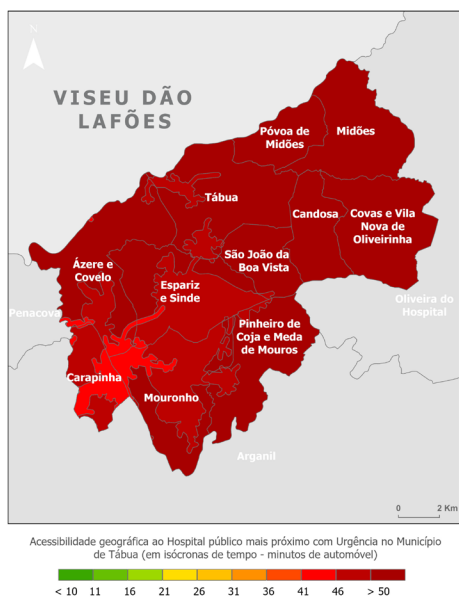 N
VISEU DÃO
LAFÕES
Póvoa de
Midões
Midões
Tábua
Candosa
Covas e Vila
Nova de
Oliveirinha
São João da
Boa Vista
Ázere e
Covelo
Espariz
e Sinde
Oliveira do
Hospital
Penacova
Pinheiro de
Coja e Meda
de Mouros
Carapinha
Mouronho
Arganil
0 2 Km
Acessibilidade geográfica ao Hospital público mais próximo com Urgência no Município
de Tábua (em isócronas de tempo - minutos de automóvel)
< 10 11 16 21 26 31 36 41 46 > 50